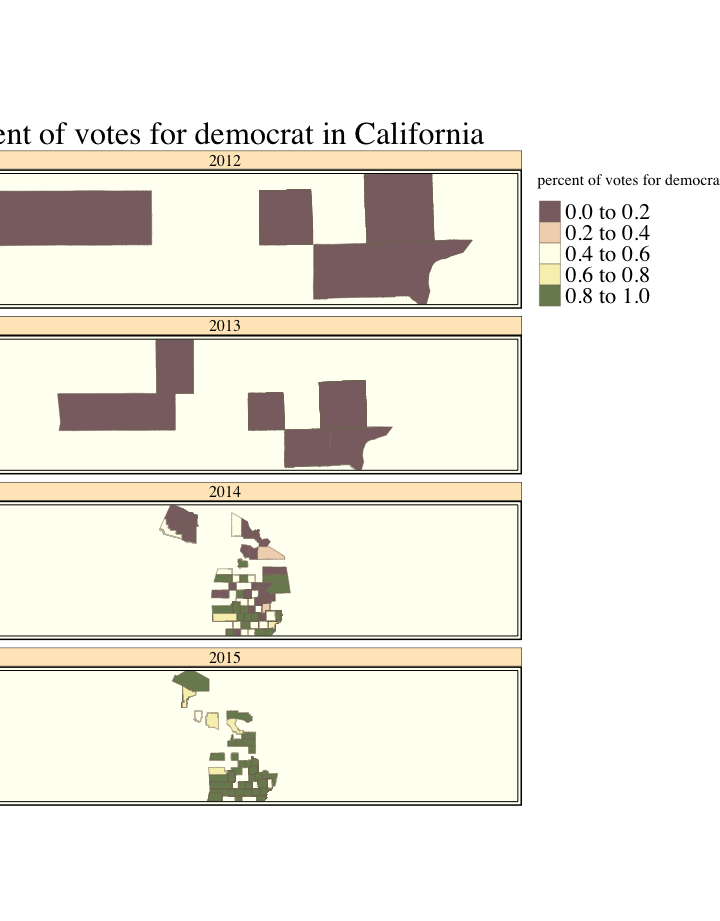 ent of votes for democrat in California
2012
percent of votes for democra
0.0 to 0.2
0.2 to 0.4
0.4 to 0.6
0.6 to 0.8
0.8 to 1.0
2013
2014
2015